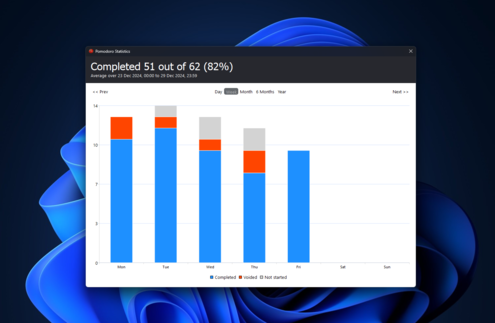 Pomodoro Statistics
Completed 51 out of 62 (82%)
Average over 23 Dec 2024, 00:00 to 29 Dec 2024, 23:59
<< Prev
Day
Week
Month
6 Months
Year
Next >>
14
10
7
3
0
Mon
Tue
Wed
Thu
Fri
Sat
Sun
Completed
Voided
Not started